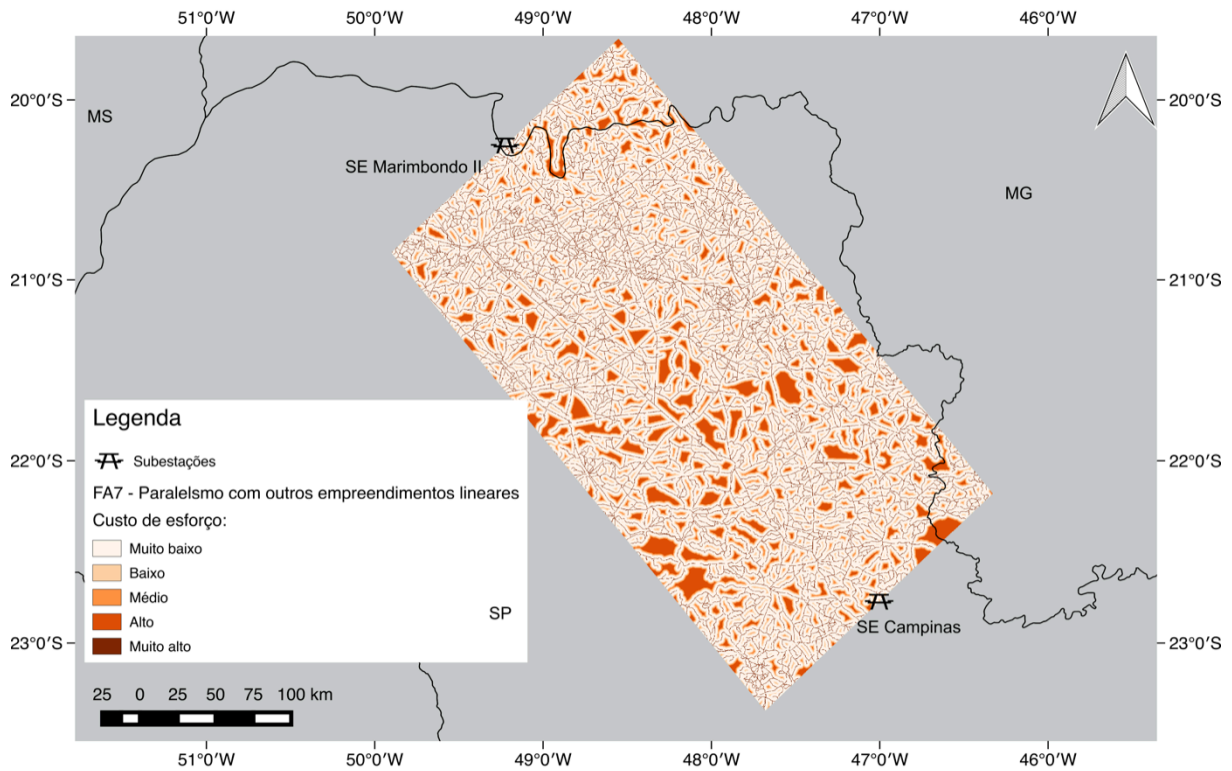 51°0′W 50°0′W 49°0′W 48°0′W 47°0′W 46°0′W
20°0′S 20°0′S
MS
SE Marimbondo II
MG
21°0′S 21°0′S
Legenda
Subestações
FA7 - Paralelsmo com outros empreendimentos lineares
Custo de esforço:
Muito baixo
Baixo
Médio
Alto
Muito alto
22°0′S 22°0′S
SP
SE Campinas
23°0′S 23°0′S
25 0 25 50 75 100 km
51°0′W 50°0′W 49°0′W 48°0′W 47°0′W 46°0′W